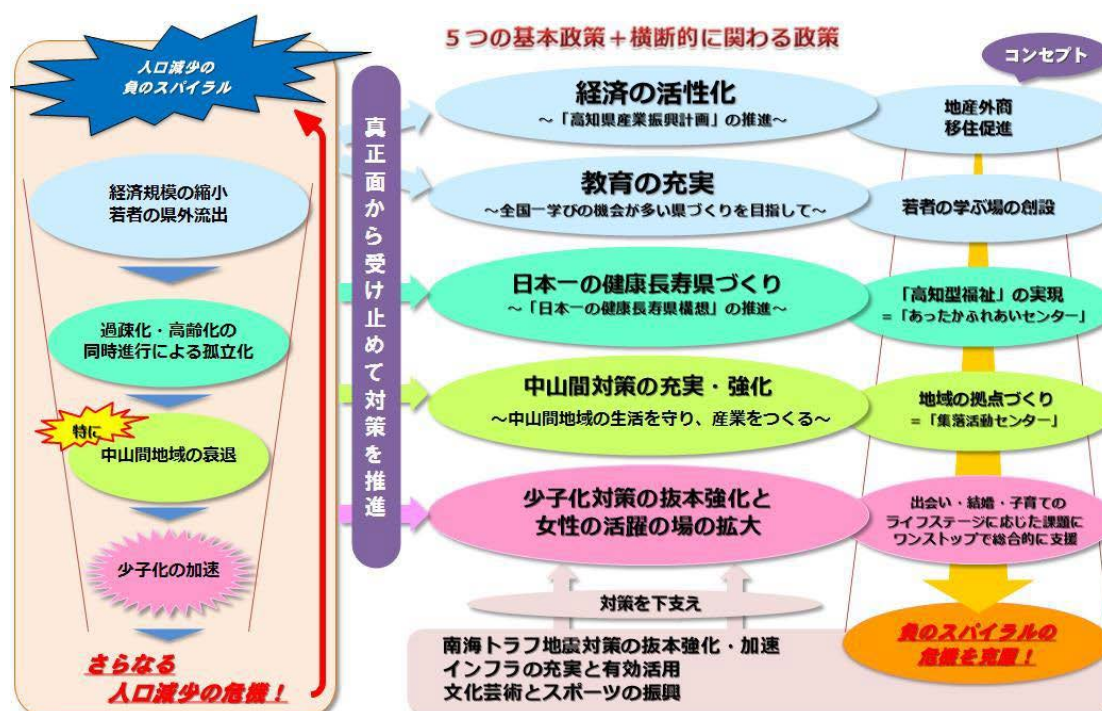 人口減少の
負のスパイラル
経済規模の縮小
若者の県外流出
過疎化・高齢化の
同時進行による孤立化
特に
中山間地域の衰退
少子化の加速
さらなる
人口減少の危機！
真正面から受け止めて対策を推進
５つの基本政策＋横断的に関わる政策
コンセプト
経済の活性化
～「高知県産業振興計画」の推進～
地産外商
移住促進
教育の充実
～全国一学びの機会が多い県づくりを目指して～
若者の学ぶ場の創設
日本一の健康長寿県づくり
～「日本一の健康長寿県構想」の推進～
「高知型福祉」の実現
＝「あったかふれあいセンター」
中山間対策の充実・強化
～中山間地域の生活を守り、産業をつくる～
地域の拠点づくり
＝「集落活動センター」
少子化対策の抜本強化と
女性の活躍の場の拡大
出会い・結婚・子育ての
ライフステージに応じた課題に
ワンストップで総合的に支援
対策を下支え
南海トラフ地震対策の抜本強化・加速
インフラの充実と有効活用
文化芸術とスポーツの振興
負のスパイラルの
危機を克服！